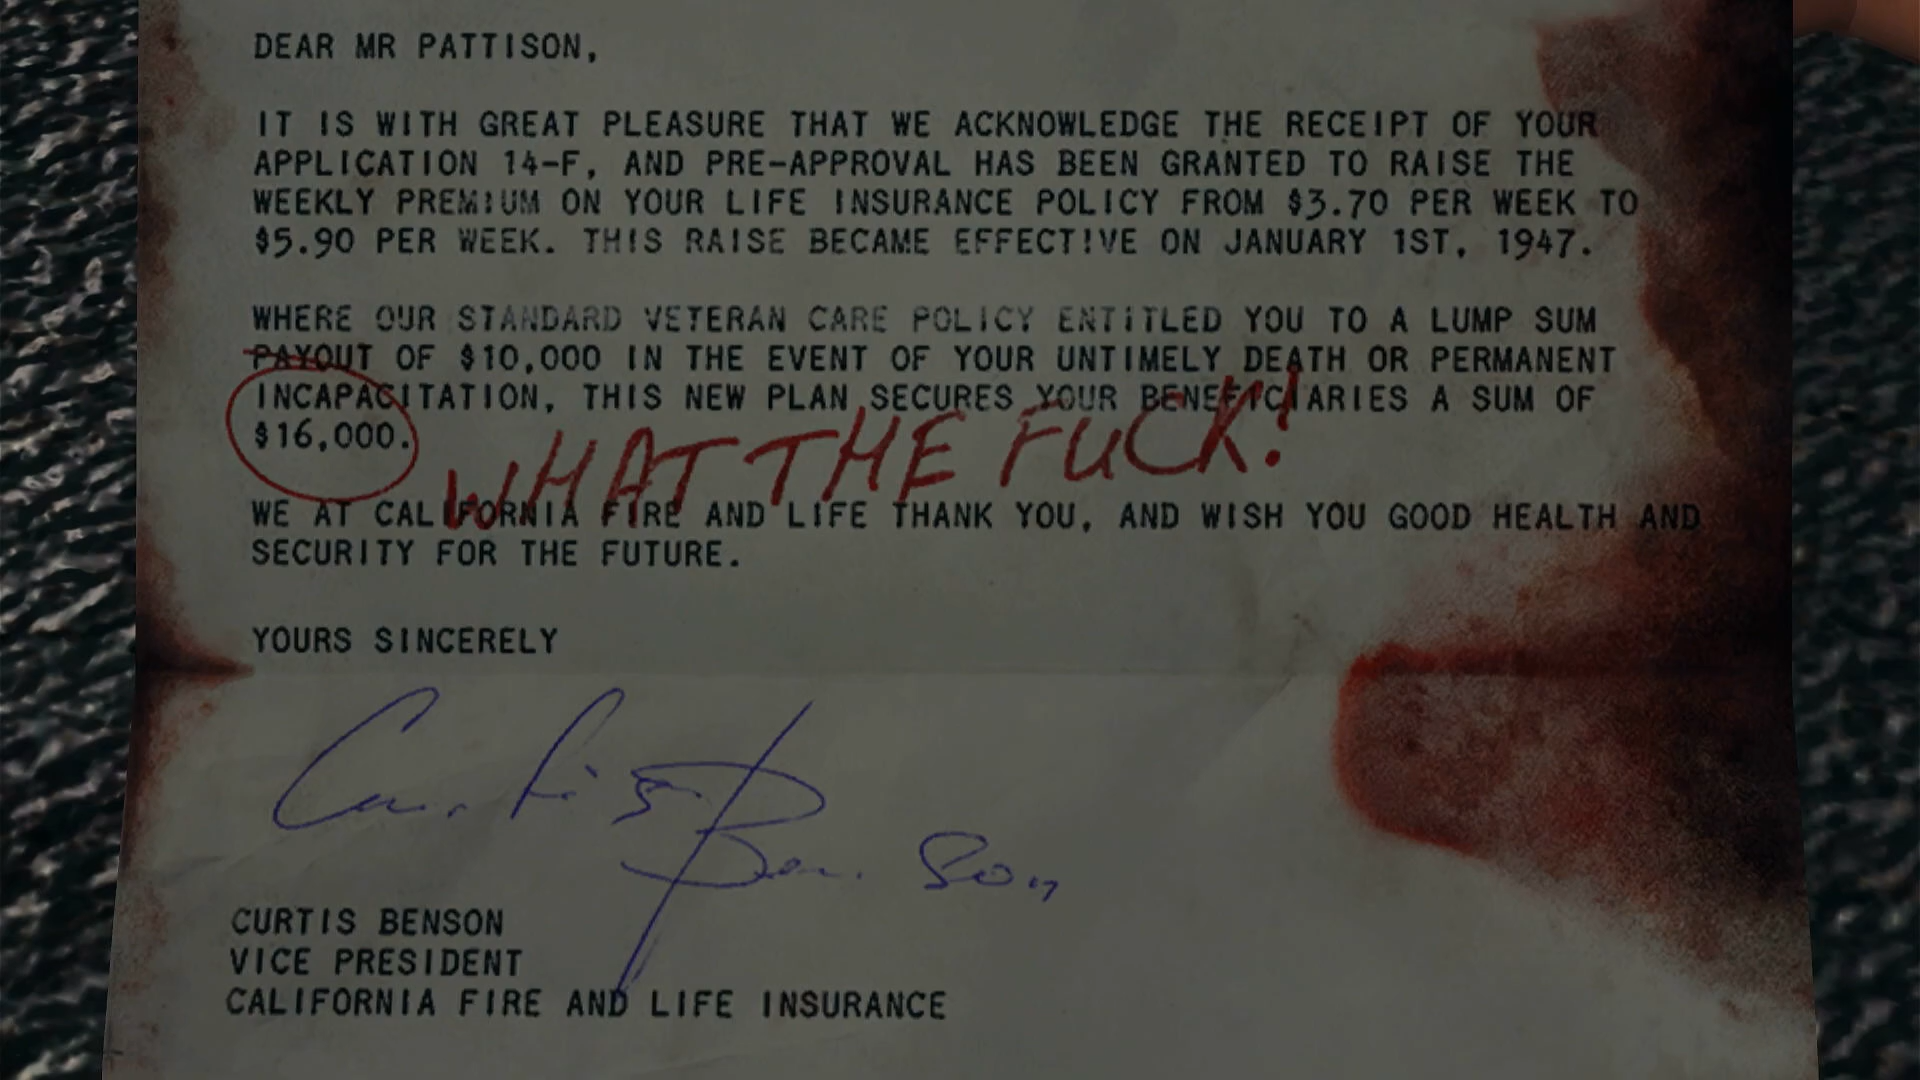 DEAR MR PATTISON,
IT IS WITH GREAT PLEASURE THAT WE ACKNOWLEDGE THE RECEIPT OF YOUR
APPLICATION 14-F, AND PRE-APPROVAL HAS BEEN GRANTED TO RAISE THE
WEEKLY PREMIUM ON YOUR LIFE INSURANCE POLICY FROM $3.70 PER WEEK TO
$5.90 PER WEEK. THIS RAISE BECAME EFFECTIVE ON JANUARY 1ST, 1947.
WHERE OUR STANDARD VETERAN CARE POLICY ENTITLED YOU TO A LUMP SUM
PAYOUT OF $10,000 IN THE EVENT OF YOUR UNTIMELY DEATH OR PERMANENT
INCAPACITATION, THIS NEW PLAN SECURES YOUR BENEFICIARIES A SUM OF
$16,000.
WHAT THE FUCK!
WE AT CALIFORNIA FIRE AND LIFE THANK YOU, AND WISH YOU GOOD HEALTH AND
SECURITY FOR THE FUTURE.
YOURS SINCERELY
Curtis Benson
CURTIS BENSON
VICE PRESIDENT
CALIFORNIA FIRE AND LIFE INSURANCE